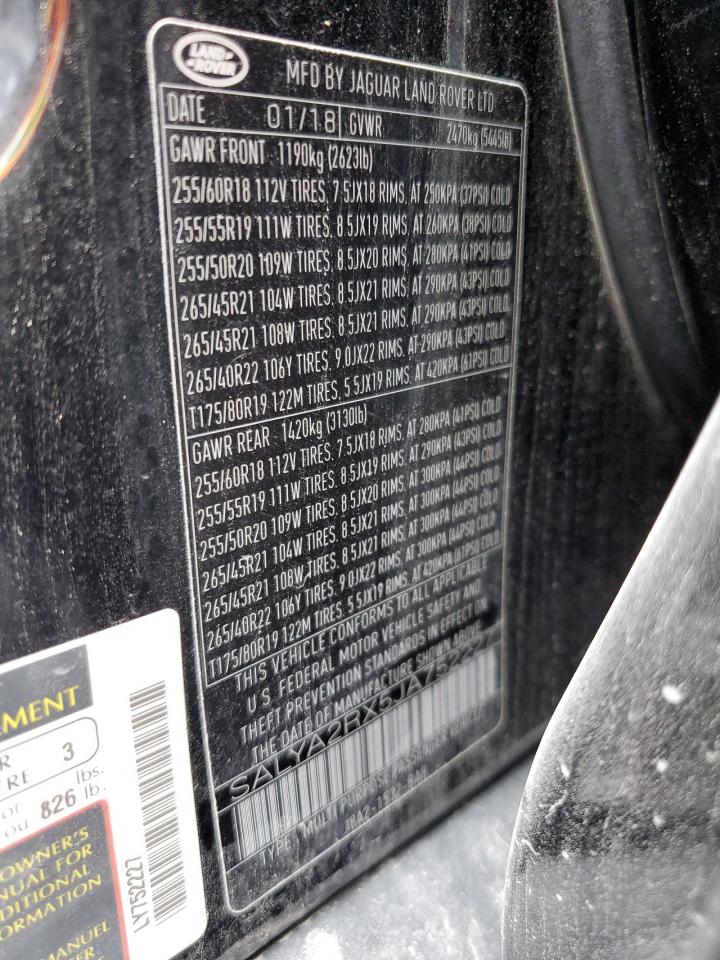 LAND
ROVER
MFD BY JAGUAR LAND ROVER LTD
DATE 01/18 GVWR 2470kg (5445lb)
GAWR FRONT 1190kg (2623lb)
255/60R18 112V TIRES, 7.5JX18 RIMS, AT 250KPA (37PSI) COLD
255/55R19 111W TIRES, 8.5JX19 RIMS, AT 260KPA (38PSI) COLD
255/50R20 109W TIRES, 8.5JX20 RIMS, AT 280KPA (41PSI) COLD
265/45R21 104W TIRES, 8.5JX21 RIMS, AT 290KPA (43PSI) COLD
265/45R21 108W TIRES, 8.5JX21 RIMS, AT 290KPA (43PSI) COLD
265/40R22 106Y TIRES, 9.0JX22 RIMS, AT 290KPA (43PSI) COLD
T175/80R19 122M TIRES, 5.5JX19 RIMS, AT 420KPA (61PSI) COLD
GAWR REAR 1420kg (3130lb)
255/60R18 112V TIRES, 7.5JX18 RIMS, AT 280KPA (41PSI) COLD
255/55R19 111W TIRES, 8.5JX19 RIMS, AT 290KPA (43PSI) COLD
255/50R20 109W TIRES, 8.5JX20 RIMS, AT 300KPA (44PSI) COLD
265/45R21 104W TIRES, 8.5JX21 RIMS, AT 300KPA (44PSI) COLD
265/45R21 108W TIRES, 8.5JX21 RIMS, AT 300KPA (44PSI) COLD
265/40R22 106Y TIRES, 9.0JX22 RIMS, AT 300KPA (44PSI) COLD
T175/80R19 122M TIRES, 5.5JX19 RIMS, AT 420KPA (61PSI) COLD
THIS VEHICLE CONFORMS TO ALL APPLICABLE
U.S. FEDERAL MOTOR VEHICLE SAFETY AND
THEFT PREVENTION STANDARDS IN EFFECT ON
THE DATE OF MANUFACTURE SHOWN ABOVE
SALYA2RX5JA752227
TYPE: MULTI PURPOSE PASSENGER VEHICLE
EMENT
3
lbs.
or
826 lb.
OWNER'S
FOR
MANUEL
LY752227